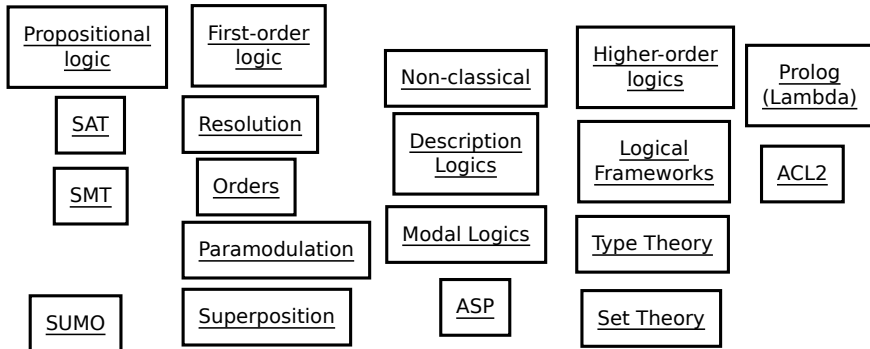 Propositional
logic
SAT
SMT
SUMO
First-order
logic
Resolution
Orders
Paramodulation
Superposition
Non-classical
Description
Logics
Modal Logics
ASP
Higher-order
logics
Logical
Frameworks
Type Theory
Set Theory
Prolog
(Lambda)
ACL2